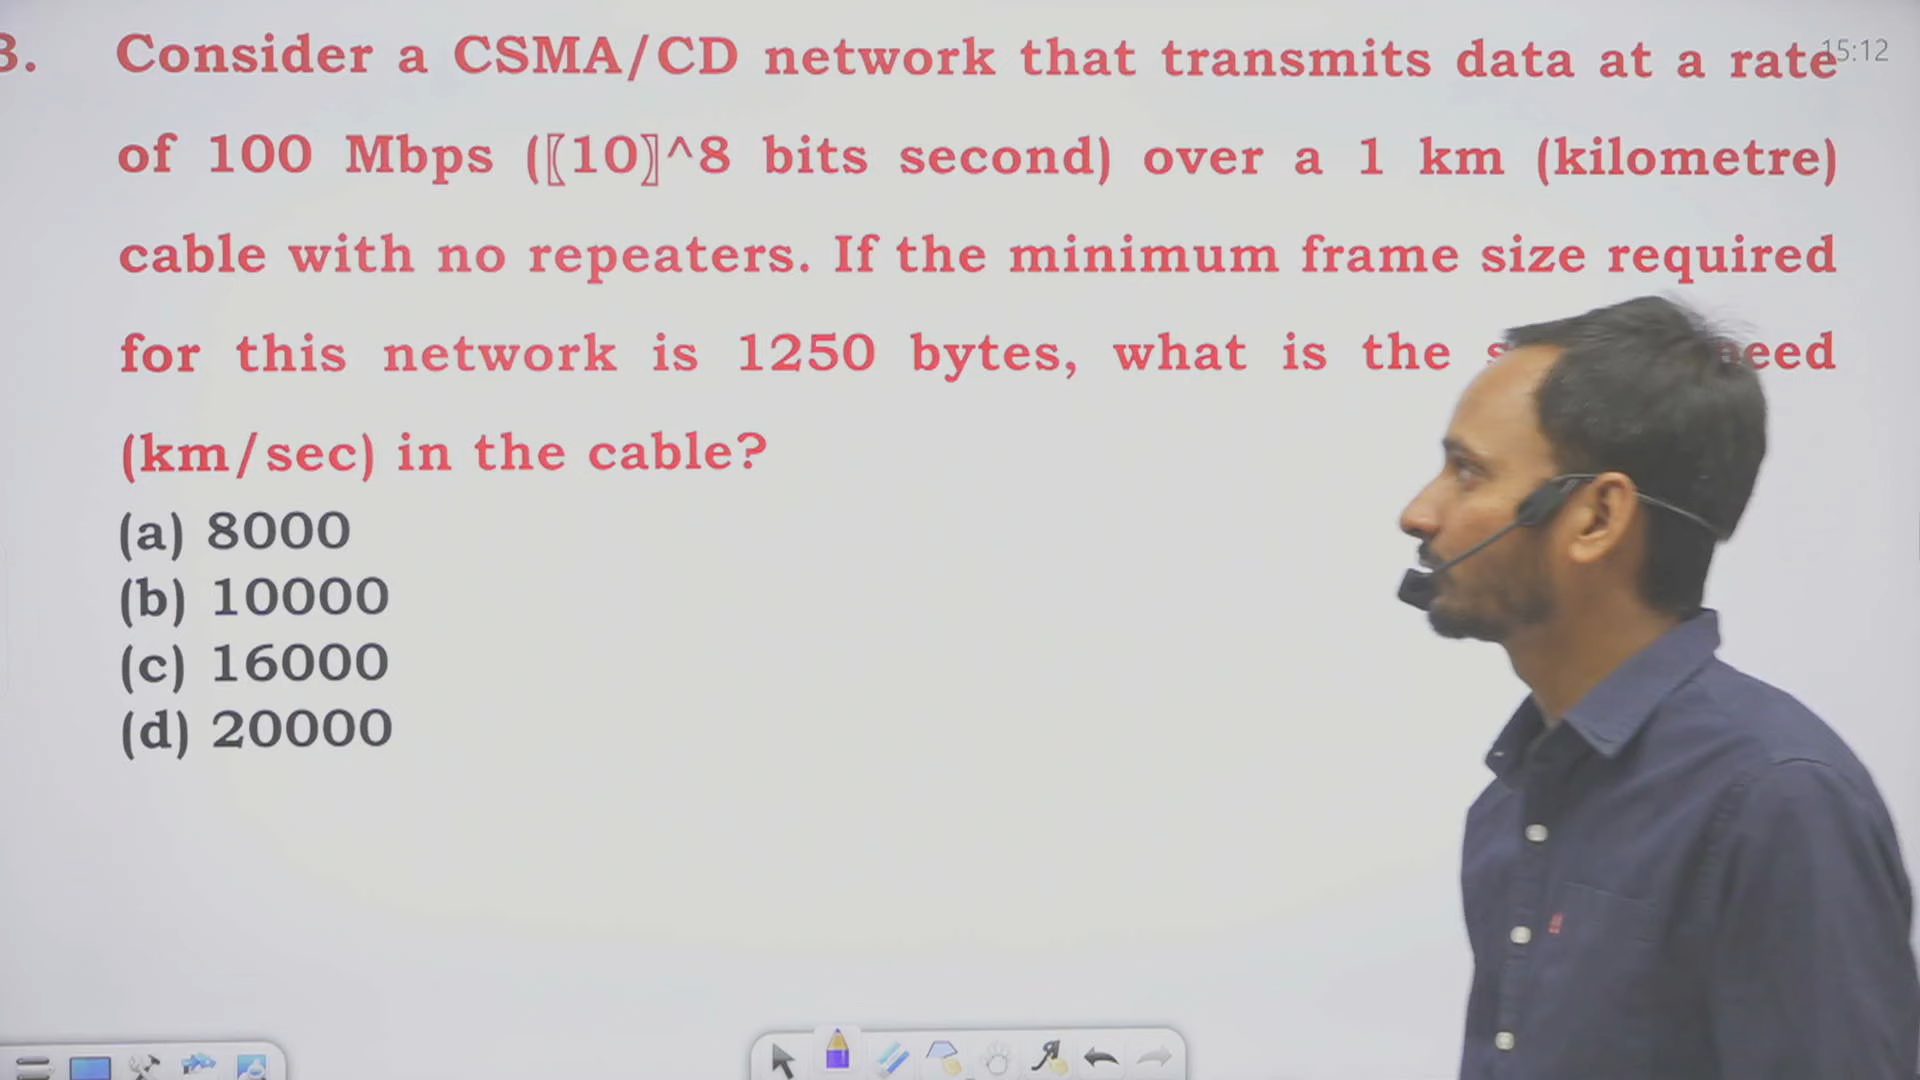 3. Consider a CSMA/CD network that transmits data at a rate
15:12
of 100 Mbps (〖10〗^8 bits second) over a 1 km (kilometre)
cable with no repeaters. If the minimum frame size required
for this network is 1250 bytes, what is the
(km/sec) in the cable?
(a) 8000
(b) 10000
(c) 16000
(d) 20000